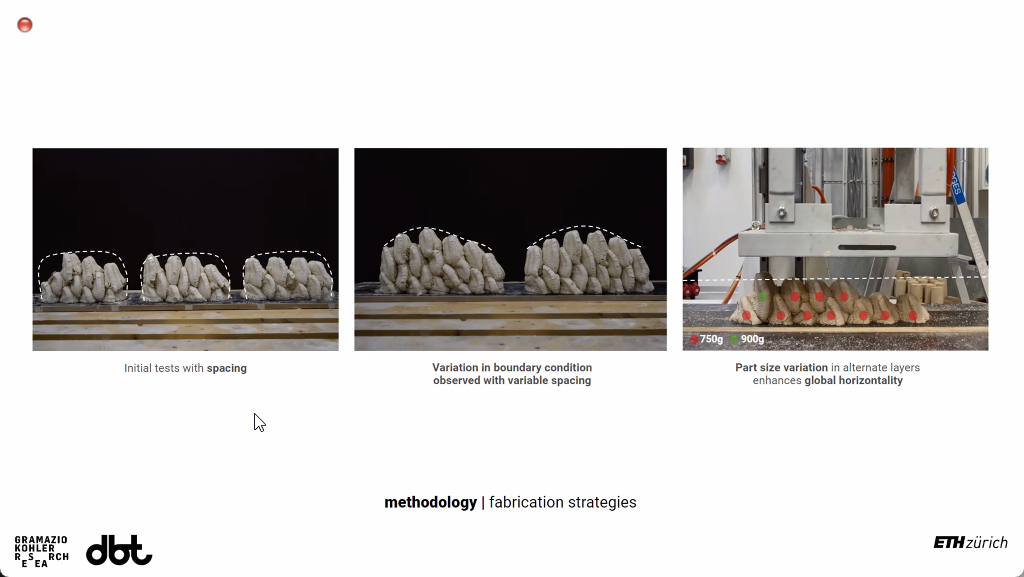 GES
750g 900g
Initial tests with spacing
Variation in boundary condition
observed with variable spacing
Part size variation in alternate layers
enhances global horizontality
methodology | fabrication strategies
GRAMAZIO
KOHLER
RESEARCH
dbt
ETH zürich